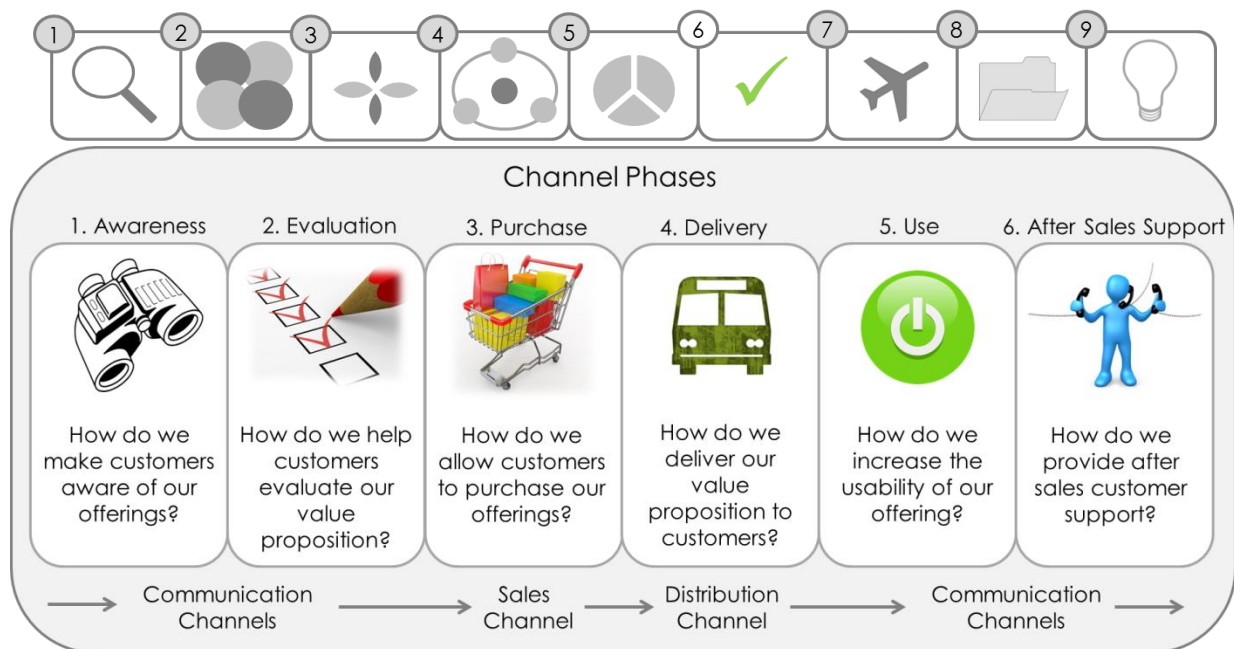 1
2
3
4
5
6
7
8
9
Channel Phases
1. Awareness
2. Evaluation
3. Purchase
4. Delivery
5. Use
6. After Sales Support
How do we
make customers
aware of our
offerings?
How do we help
customers
evaluate our
value
proposition?
How do we
allow customers
to purchase our
offerings?
How do we
deliver our
value
proposition to
customers?
How do we
increase the
usability of our
offering?
How do we
provide after
sales customer
support?
Communication
Channels
Sales
Channel
Distribution
Channel
Communication
Channels